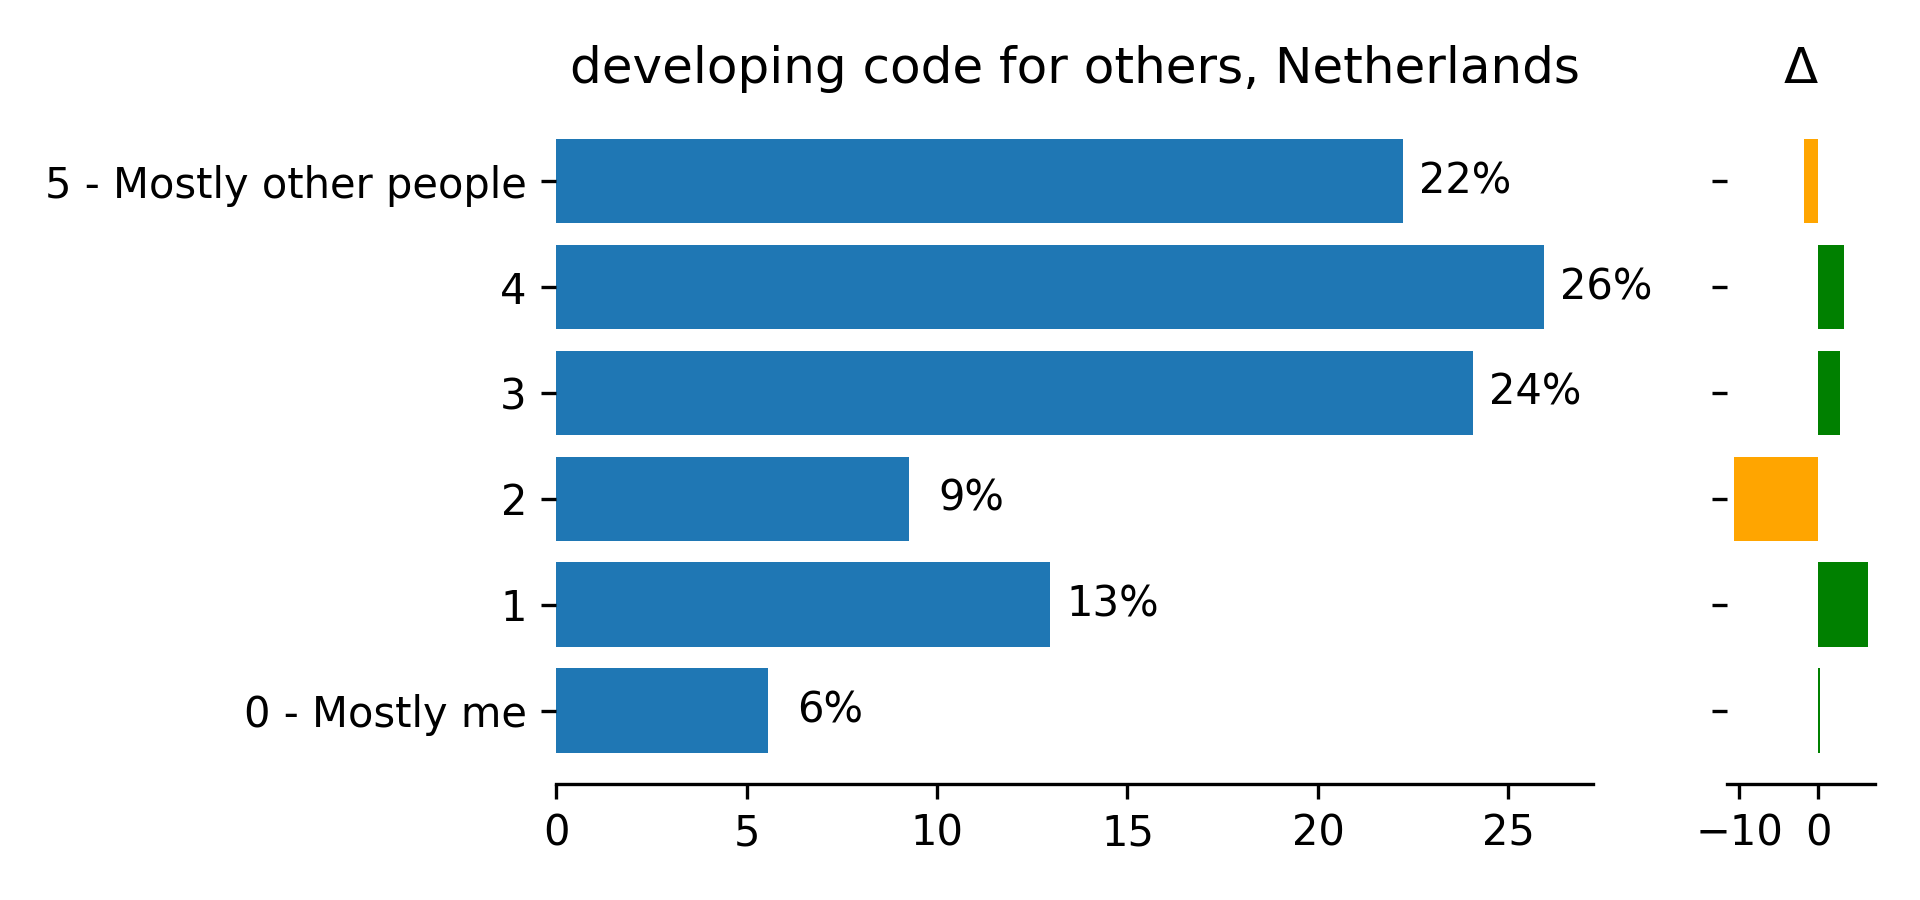 developing code for others, Netherlands Δ
5 - Mostly other people 22%
4 26%
3 24%
2 9%
1 13%
0 - Mostly me 6%
0 5 10 15 20 25 −10 0